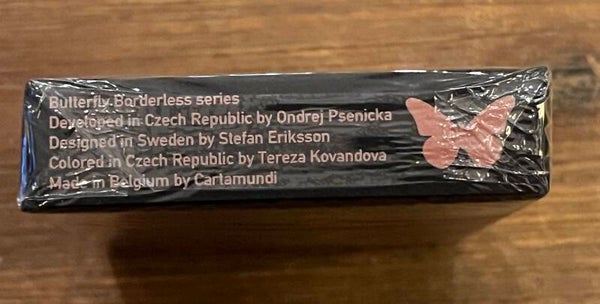 Butterfly Borderless series
Developed in Czech Republic by Ondrej Psenicka
Designed in Sweden by Stefan Eriksson
Colored in Czech Republic by Tereza Kovandova
Made in Belgium by Cartamundi